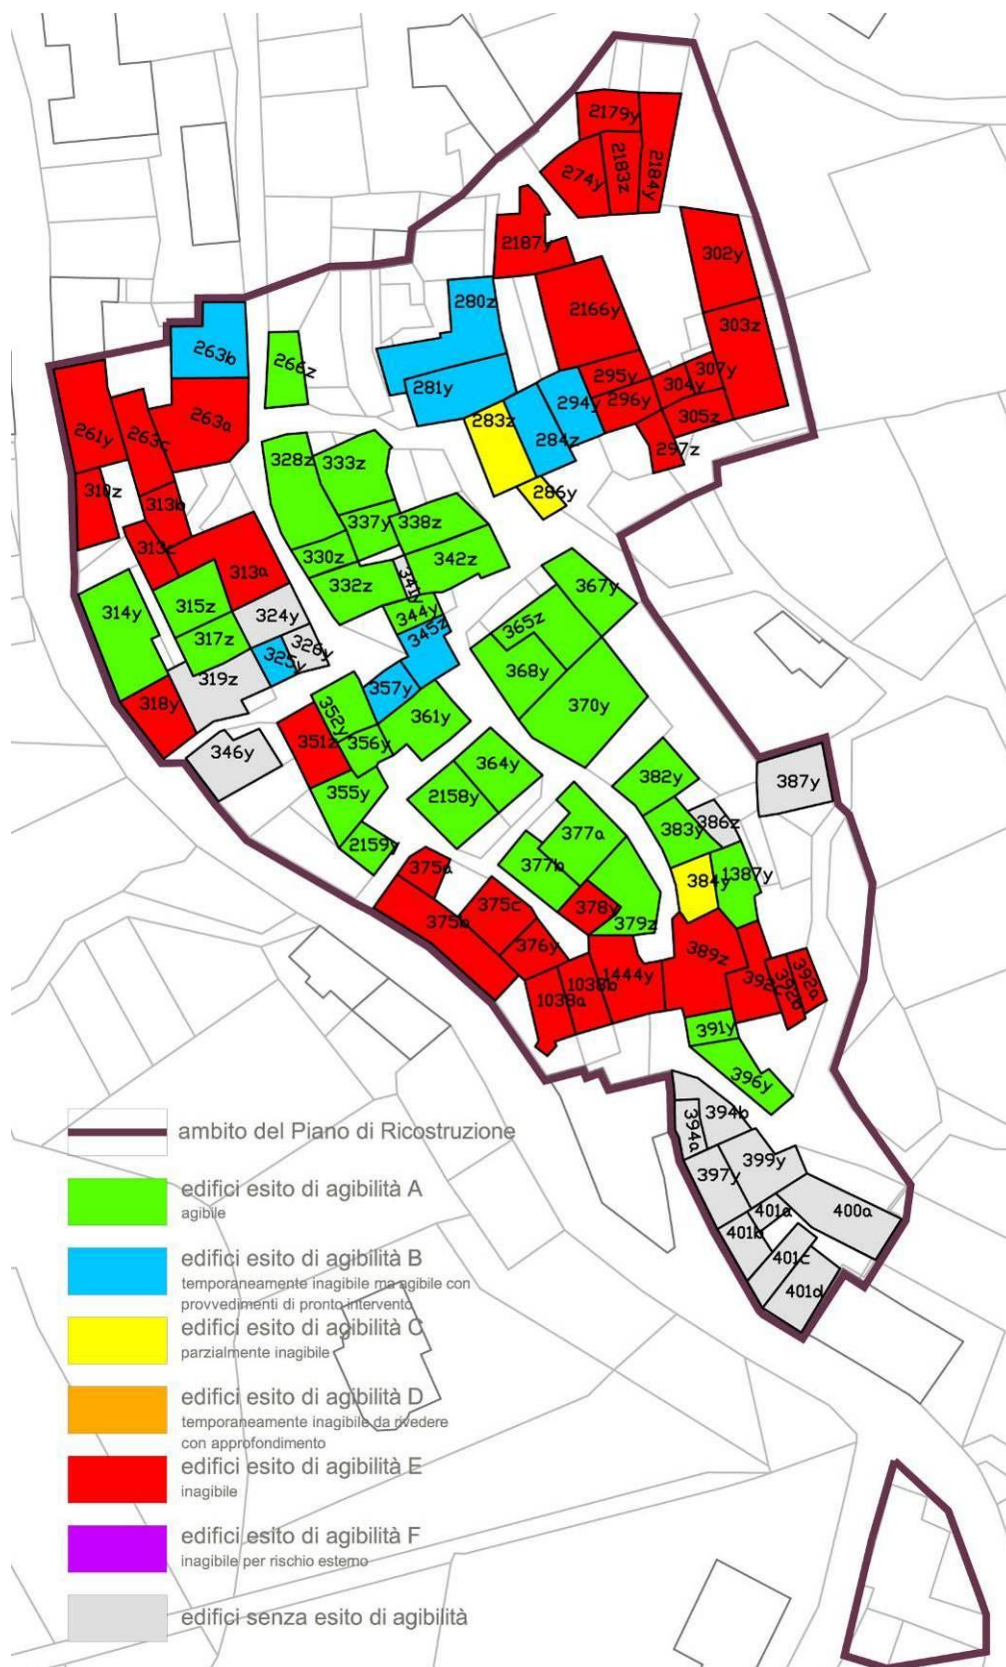 2179y
2183z
2184y
274y
2187y
302y
280z
2166y
303z
263b
266z
281y
295y
307y
304y
294y
296y
305z
283z
284z
297z
261y
263c
263a
328z
333z
286y
310z
313b
337y
338z
313c
313a
330z
342z
332z
341y
367y
314y
315z
324y
344y
345z
365z
317z
326y
325y
319z
368y
357y
318y
352y
361y
370y
351z
356y
346y
364y
382y
387y
355y
2158y
386z
377a
383y
2159y
377b
375a
384y
1387y
375c
378y
375b
379z
376y
389z
1444y
392c
392b
392a
1038b
1038a
391y
396y
394b
394a
399y
397y
401a
400a
401b
401c
401d
ambito del Piano di Ricostruzione
edifici esito di agibilità A
agibile
edifici esito di agibilità B
temporaneamente inagibile ma agibile con
provvedimenti di pronto intervento
edifici esito di agibilità C
parzialmente inagibile
edifici esito di agibilità D
temporaneamente inagibile da rivedere
con approfondimento
edifici esito di agibilità E
inagibile
edifici esito di agibilità F
inagibile per rischio esterno
edifici senza esito di agibilità